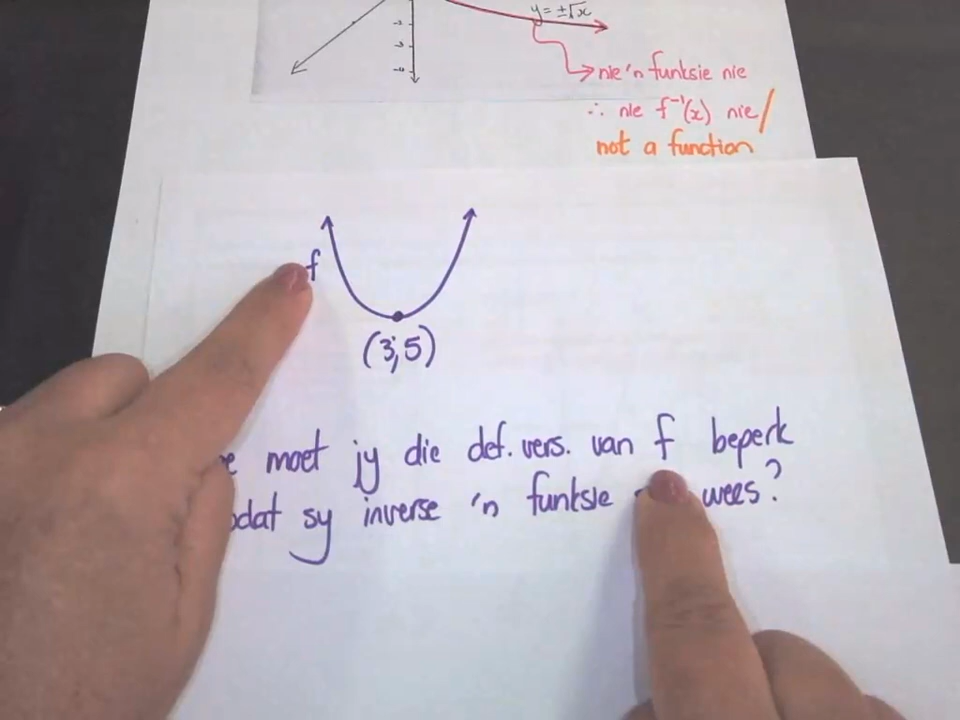 y = ±√x
nie 'n funksie nie
∴ nie f⁻¹(x) nie/
not a function
f
(3;5)
moet jy die def. vers. van f beperk
sy inverse 'n funksie wees?